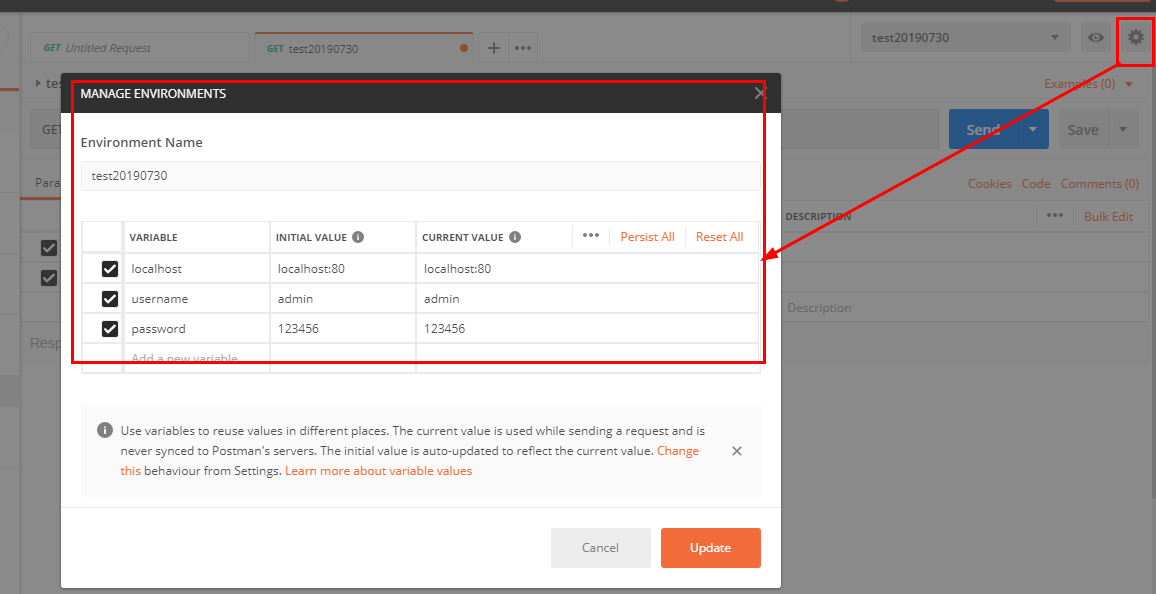 GET Untitled Request
GET test20190730
test20190730
MANAGE ENVIRONMENTS
Examples (0)
GET
Send
Save
Environment Name
test20190730
Cookies Code Comments (0)
VARIABLE INITIAL VALUE CURRENT VALUE Persist All Reset All
DESCRIPTION
Bulk Edit
localhost localhost:80 localhost:80
username admin admin
password 123456 123456
Add a new variable
Description
Use variables to reuse values in different places. The current value is used while sending a request and is
never synced to Postman's servers. The initial value is auto-updated to reflect the current value. Change
this behaviour from Settings. Learn more about variable values
Cancel
Update